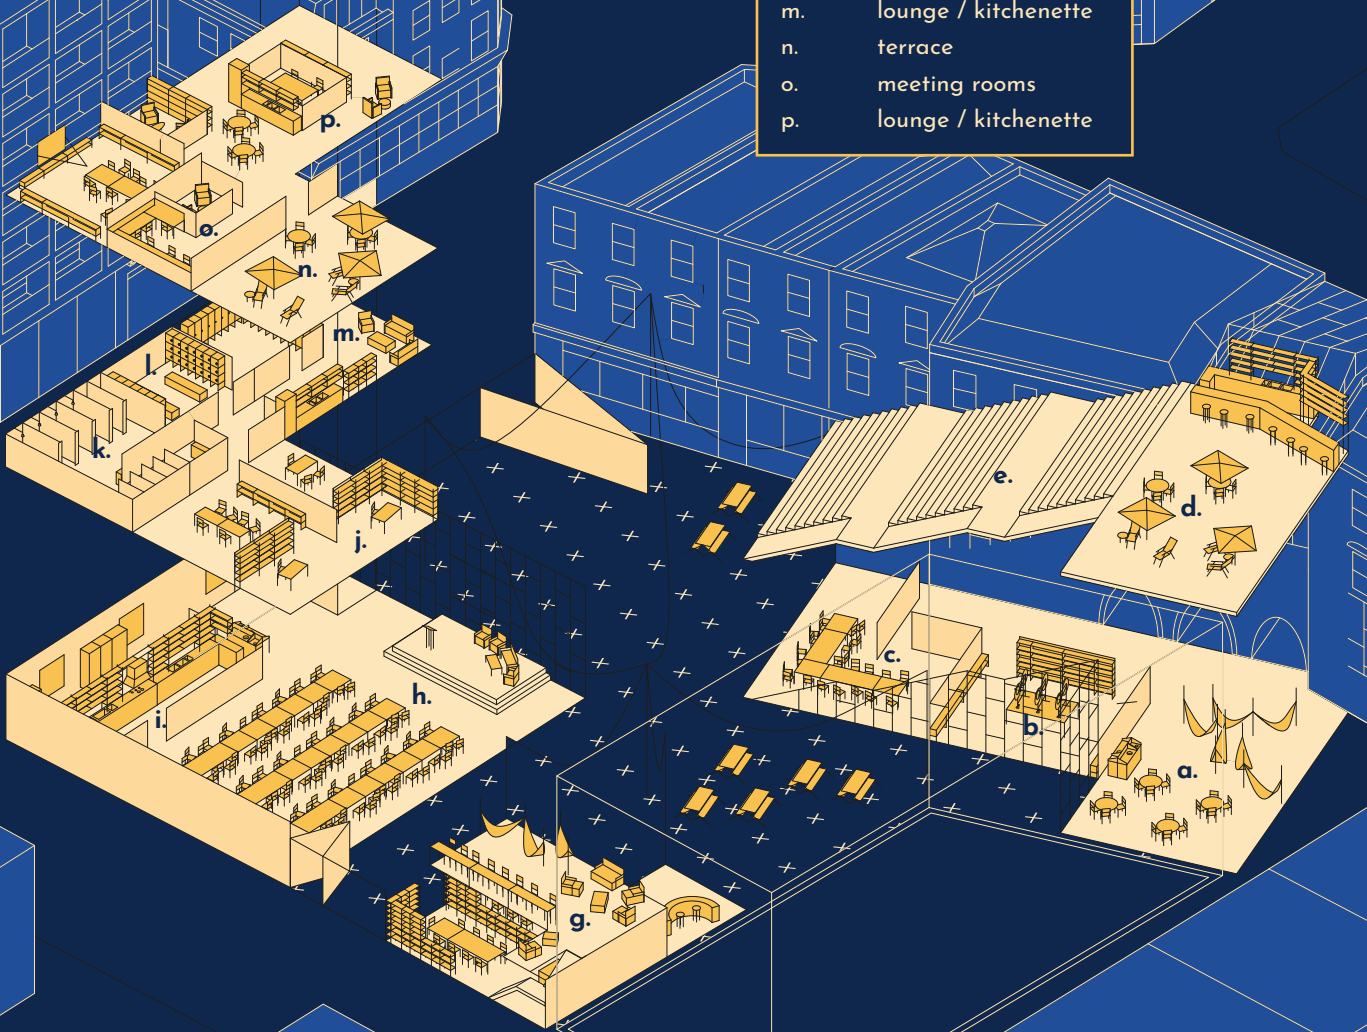 m. lounge / kitchenette
n. terrace
o. meeting rooms
p. lounge / kitchenette
p.
o.
n.
m.
l.
k.
j.
e.
d.
c.
h.
i.
b.
a.
g.